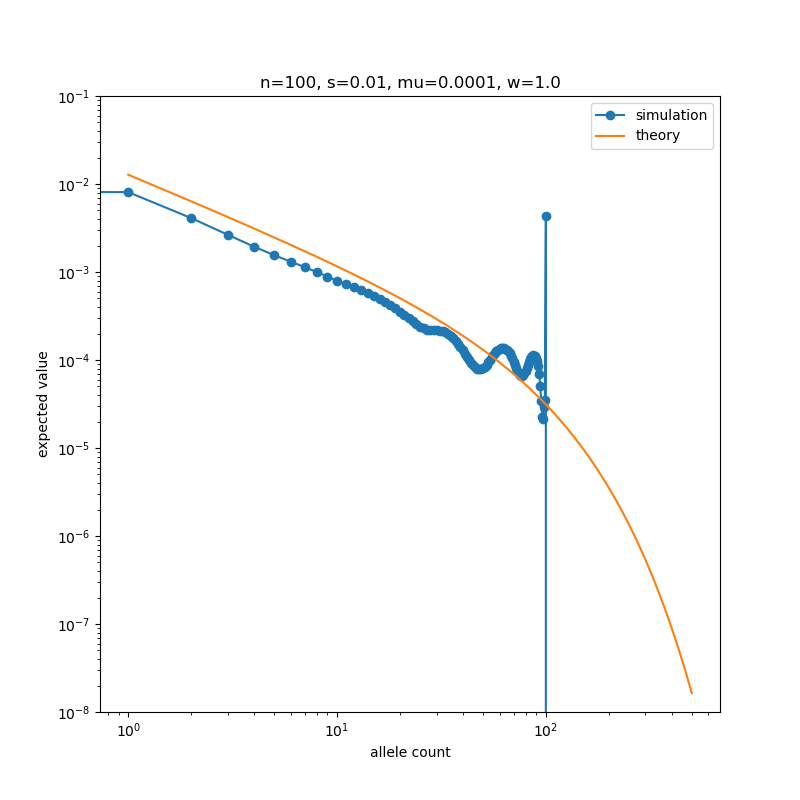 n=100, s=0.01, mu=0.0001, w=1.0
simulation
theory
10⁻¹
10⁻²
10⁻³
10⁻⁴
10⁻⁵
10⁻⁶
10⁻⁷
10⁻⁸
expected value
10⁰
10¹
10²
allele count